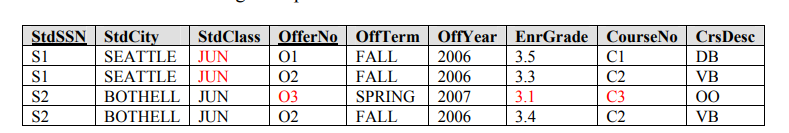 StdSSN StdCity StdClass OfferNo OffTerm OffYear EnrGrade CourseNo CrsDesc
S1 SEATTLE JUN O1 FALL 2006 3.5 C1 DB
S1 SEATTLE JUN O2 FALL 2006 3.3 C2 VB
S2 BOTHELL JUN O3 SPRING 2007 3.1 C3 OO
S2 BOTHELL JUN O2 FALL 2006 3.4 C2 VB